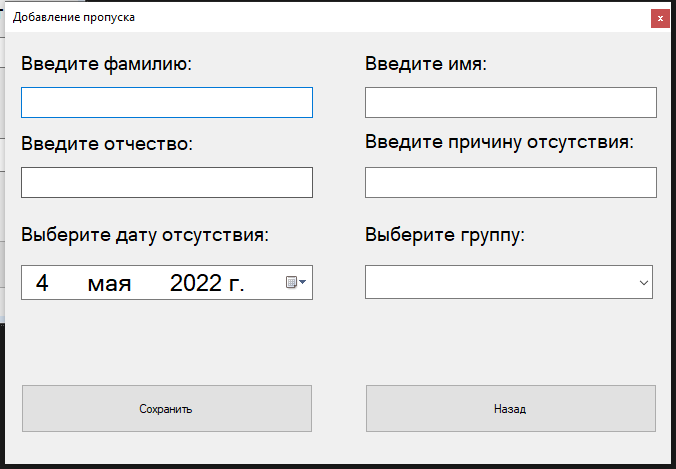 Добавление пропуска
Введите фамилию:
Введите имя:
Введите отчество:
Введите причину отсутствия:
Выберите дату отсутствия:
Выберите группу:
4 мая 2022 г.
Сохранить
Назад